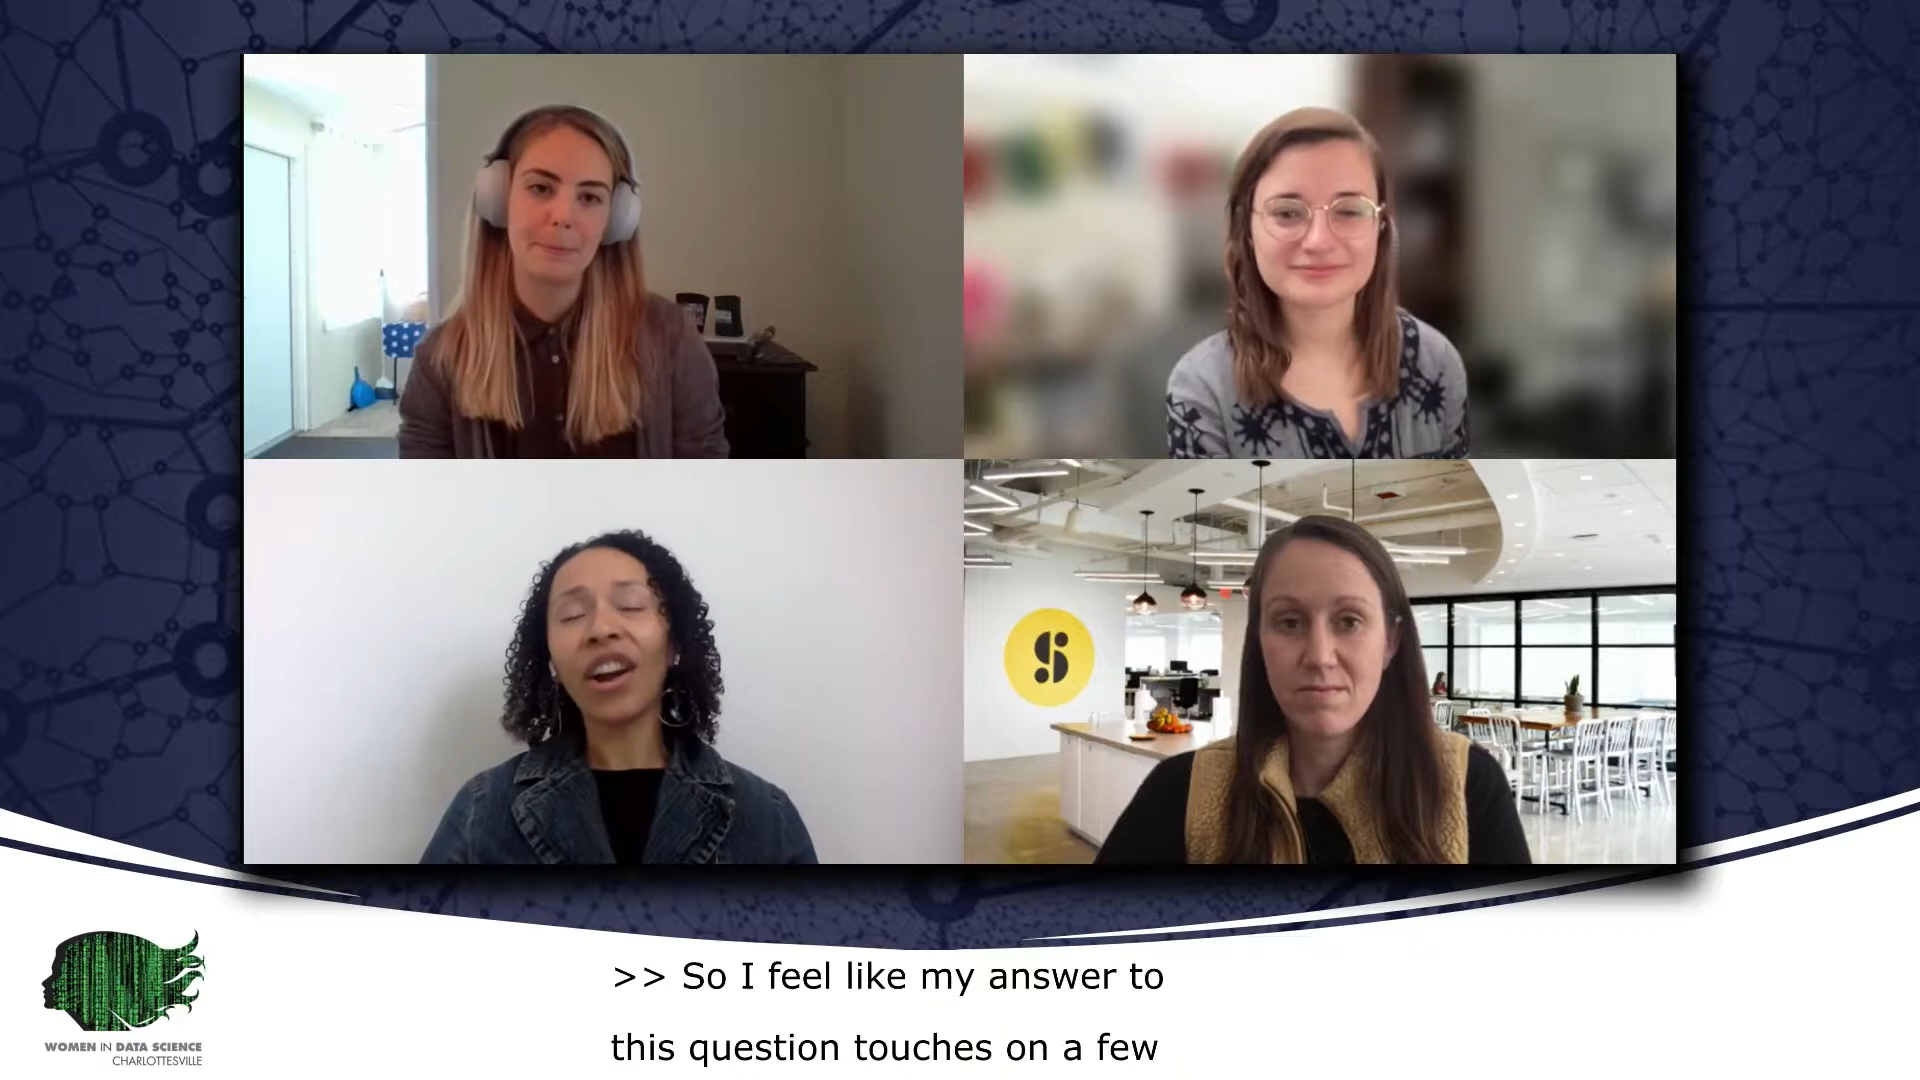 S
WOMEN IN DATA SCIENCE
CHARLOTTESVILLE
>> So I feel like my answer to
this question touches on a few